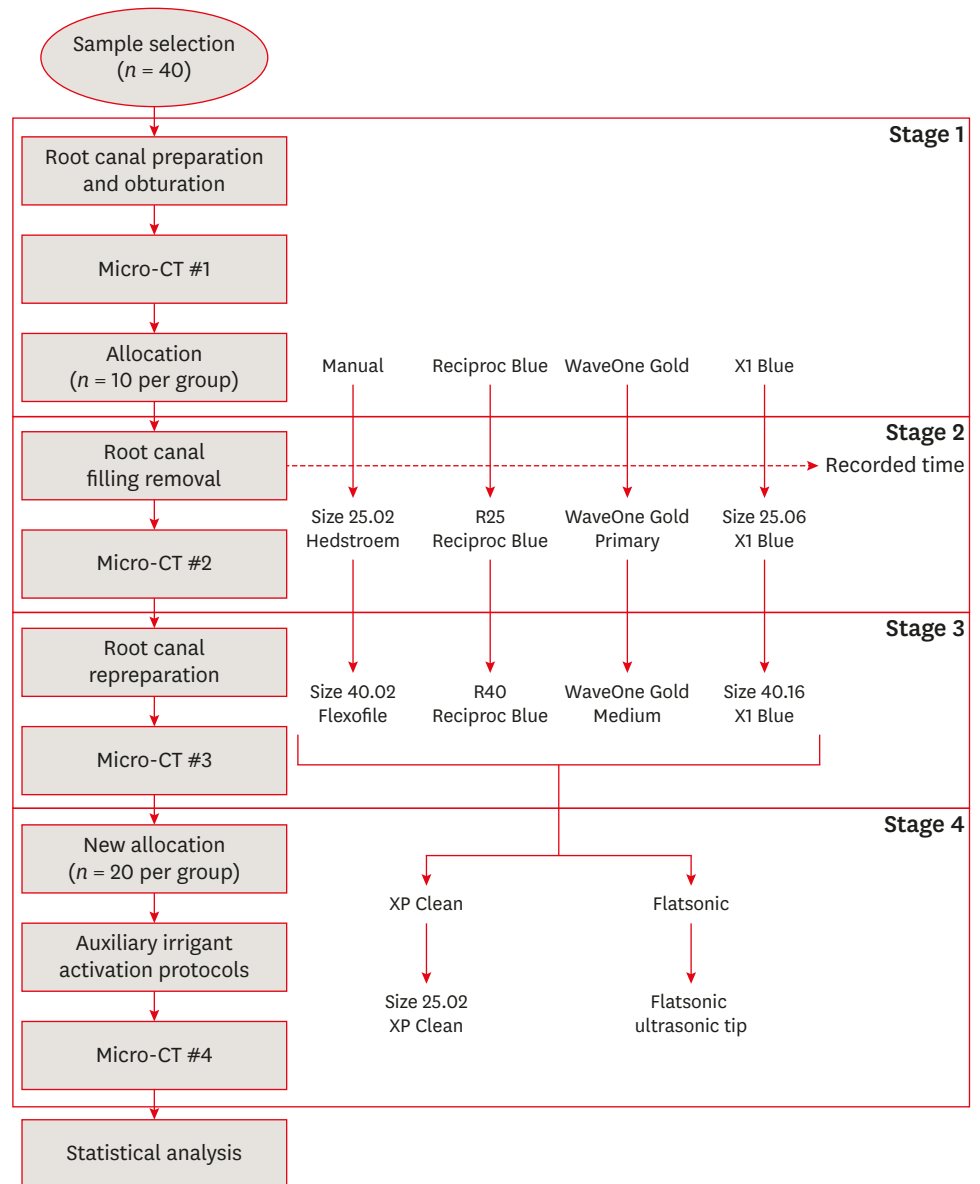 Sample selection
(n = 40)
Stage 1
Root canal preparation
and obturation
Micro-CT #1
Allocation
(n = 10 per group)
Manual
Reciproc Blue
WaveOne Gold
X1 Blue
Stage 2
Root canal
filling removal
Recorded time
Size 25.02
Hedstroem
R25
Reciproc Blue
WaveOne Gold
Primary
Size 25.06
X1 Blue
Micro-CT #2
Stage 3
Root canal
repreparation
Size 40.02
Flexofile
R40
Reciproc Blue
WaveOne Gold
Medium
Size 40.16
X1 Blue
Micro-CT #3
Stage 4
New allocation
(n = 20 per group)
XP Clean
Flatsonic
Auxiliary irrigant
activation protocols
Size 25.02
XP Clean
Flatsonic
ultrasonic tip
Micro-CT #4
Statistical analysis